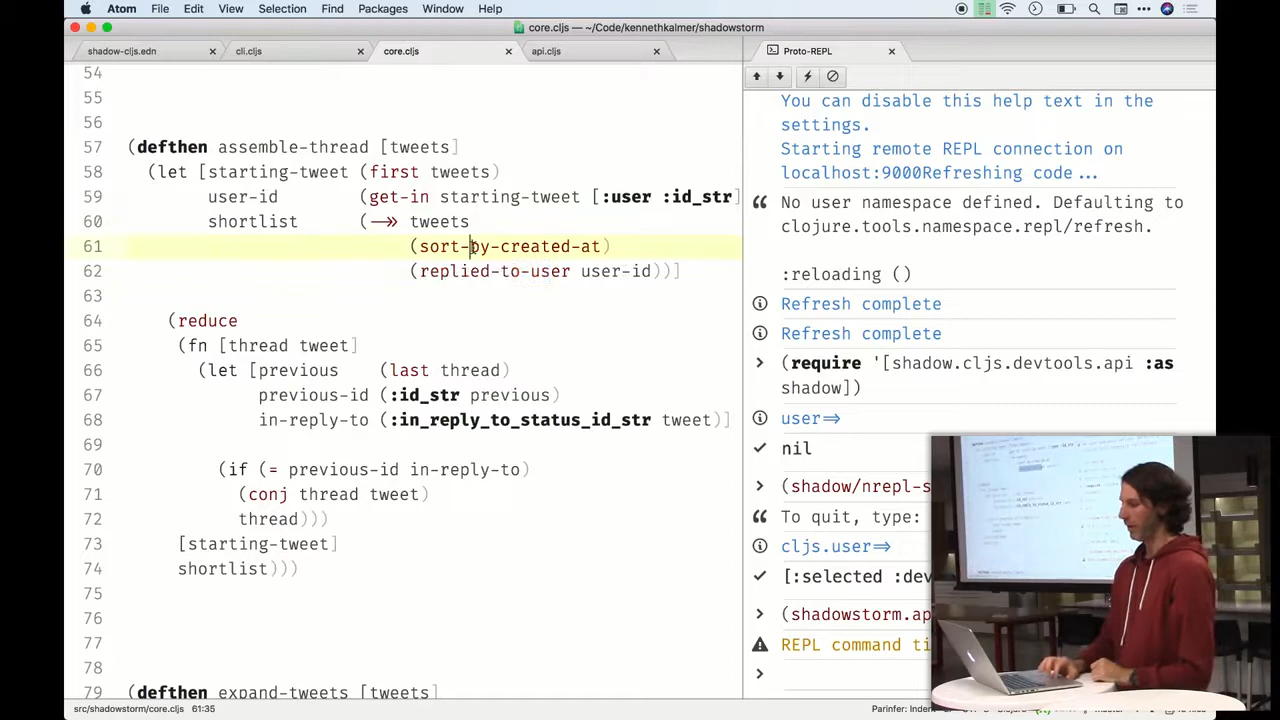 Atom File Edit View Selection Find Packages Window Help
core.cljs — ~/Code/kennethkalmer/shadowstorm
shadow-cljs.edn cli.cljs core.cljs api.cljs
Proto-REPL
54
55
56
57 (defthen assemble-thread [tweets]
58 (let [starting-tweet (first tweets)
59 user-id (get-in starting-tweet [:user :id_str]
60 shortlist (->> tweets
61 (sort-by-created-at)
62 (replied-to-user user-id))]
63
64 (reduce
65 (fn [thread tweet]
66 (let [previous (last thread)
67 previous-id (:id_str previous)
68 in-reply-to (:in_reply_to_status_id_str tweet)]
69
70 (if (= previous-id in-reply-to)
71 (conj thread tweet)
72 thread)))
73 [starting-tweet]
74 shortlist)))
75
76
77
78
79 (defthen expand-tweets [tweets]
You can disable this help text in the
settings.
Starting remote REPL connection on
localhost:9000Refreshing code...
No user namespace defined. Defaulting to
clojure.tools.namespace.repl/refresh.
:reloading ()
Refresh complete
Refresh complete
(require '[shadow.cljs.devtools.api :as
shadow])
user=>
nil
(shadow/nrepl-s
To quit, type:
cljs.user=>
[:selected :dev
(shadowstorm.ap
REPL command ti
src/shadowstorm/core.cljs 61:35
Parinfer: Indent